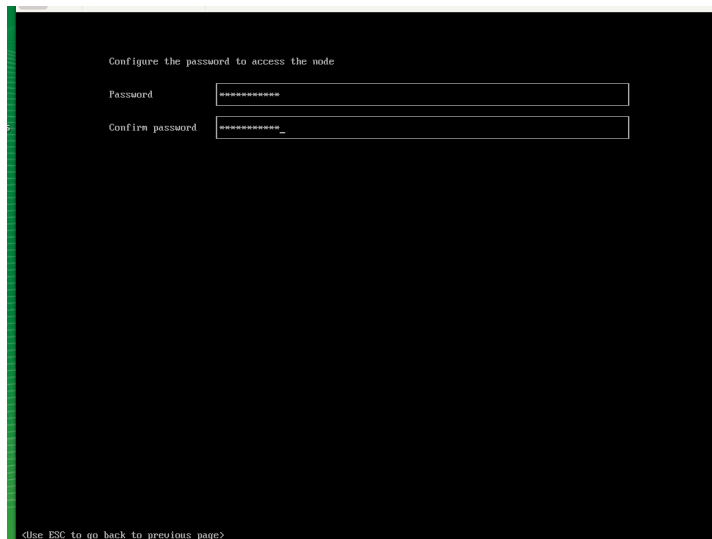 Configure the password to access the node
Password ***********
Confirm password ***********_
<Use ESC to go back to previous page>